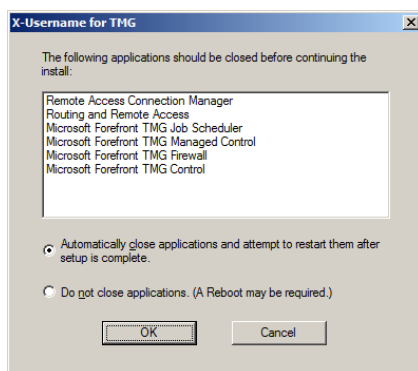 X-Username for TMG
The following applications should be closed before continuing the
install:
Remote Access Connection Manager
Routing and Remote Access
Microsoft Forefront TMG Job Scheduler
Microsoft Forefront TMG Managed Control
Microsoft Forefront TMG Firewall
Microsoft Forefront TMG Control
Automatically close applications and attempt to restart them after
setup is complete.
Do not close applications. (A Reboot may be required.)
OK
Cancel